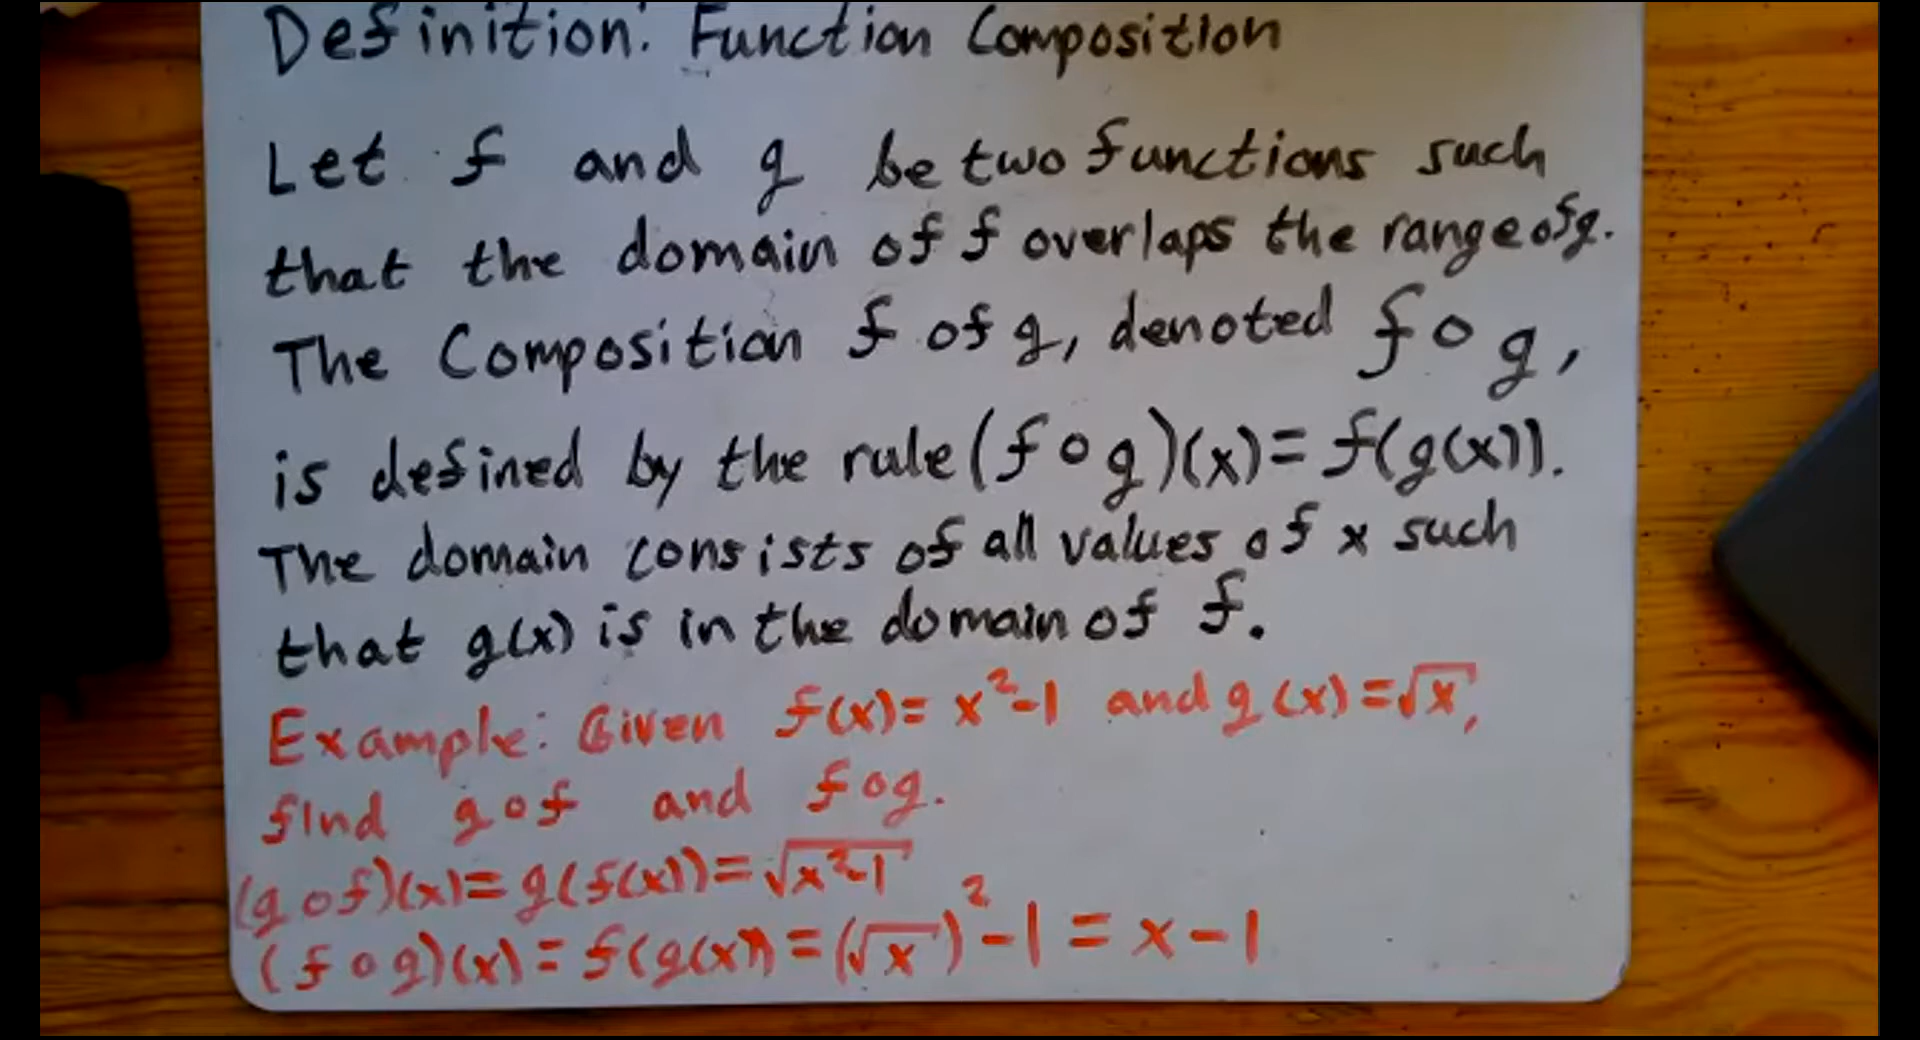 Definition: Function Composition
Let f and g be two functions such
that the domain of f overlaps the range of g.
The Composition f of g, denoted f ∘ g,
is defined by the rule (f ∘ g)(x) = f(g(x)).
The domain consists of all values of x such
that g(x) is in the domain of f.
Example: Given f(x) = x²-1 and g(x) = √x,
find g∘f and f∘g.
(g∘f)(x) = g(f(x)) = √(x²-1)
(f∘g)(x) = f(g(x)) = (√x)² - 1 = x - 1